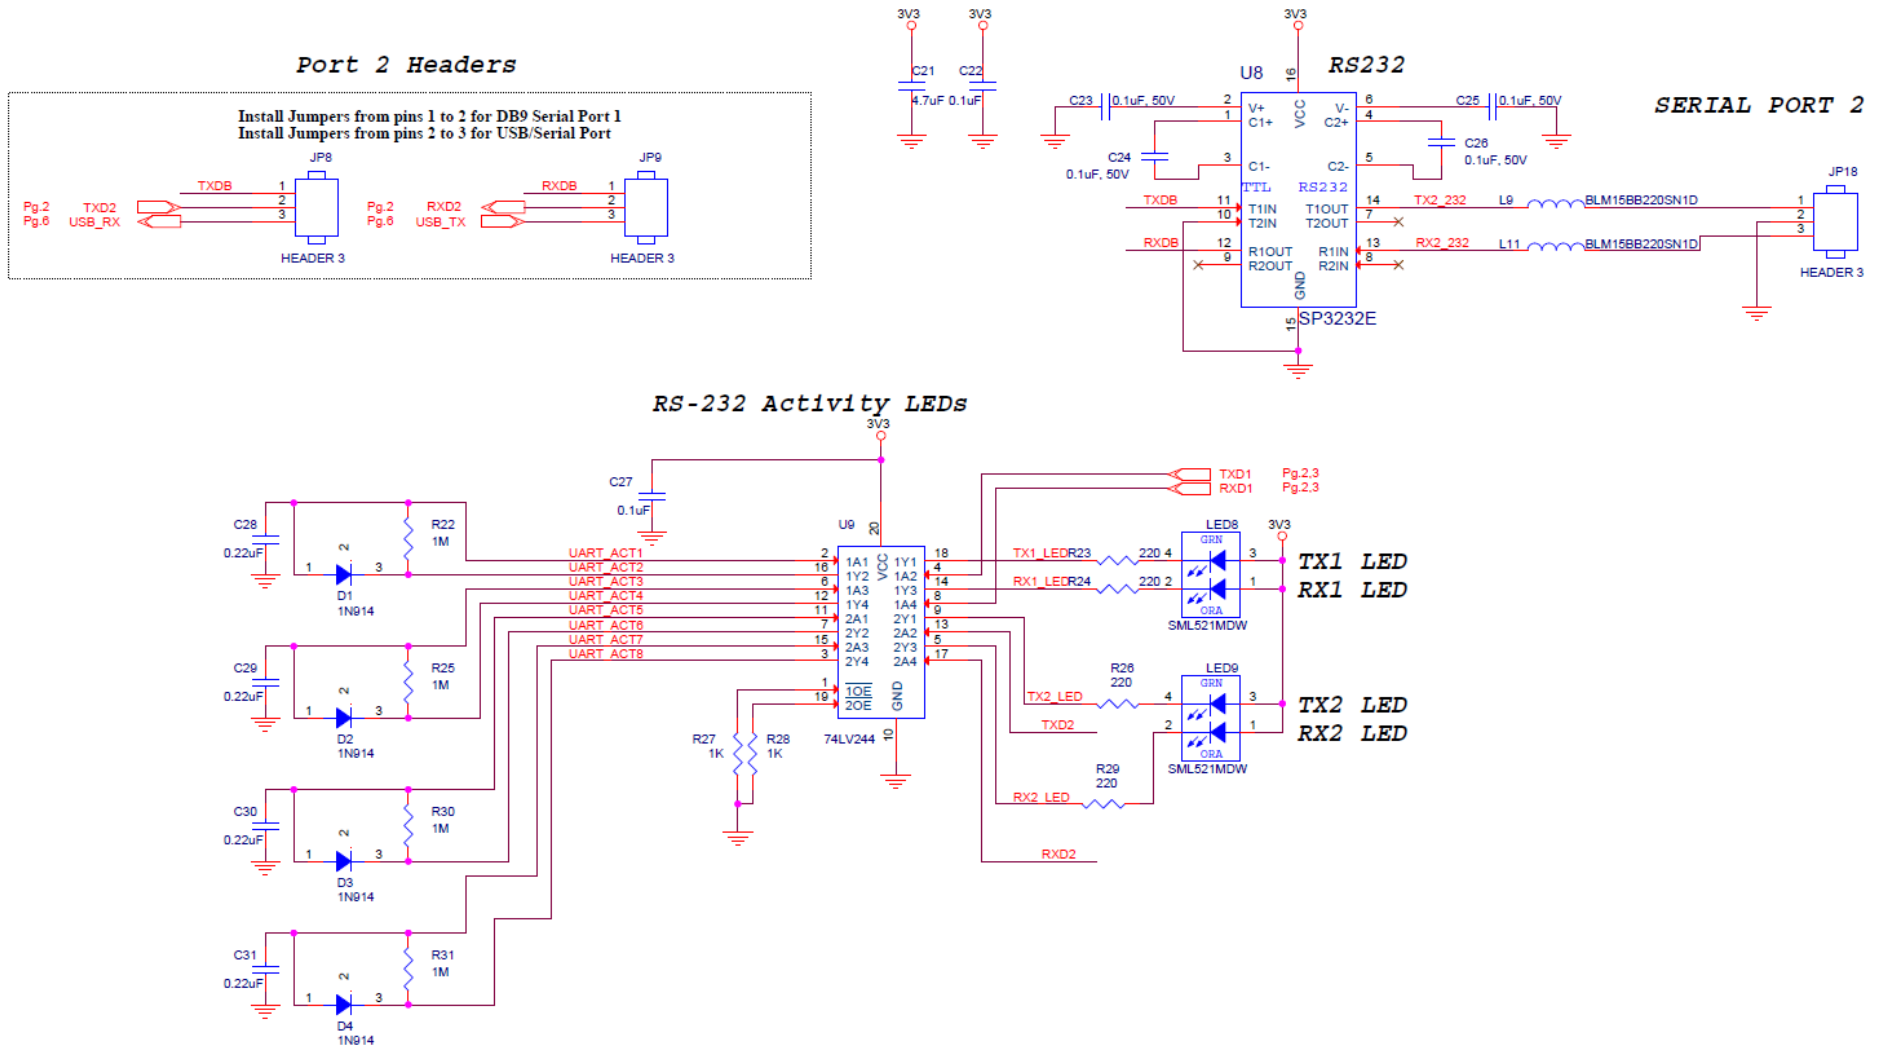 Port 2 Headers
Install Jumpers from pins 1 to 2 for DB9 Serial Port 1
Install Jumpers from pins 2 to 3 for USB/Serial Port
JP8
TXDB 1
Pg.2 TXD2 2
Pg.6 USB_RX 3
HEADER 3
JP9
RXDB 1
Pg.2 RXD2 2
Pg.6 USB_TX 3
HEADER 3
3V3 3V3
C21 C22
4.7uF 0.1uF
3V3
U8 RS232
16
SERIAL PORT 2
C23 0.1uF, 50V 2 V+ VCC V- 6 C25 0.1uF, 50V
1 C1+ C2+ 4
C24
0.1uF, 50V
C26
0.1uF, 50V
3 C1- C2- 5
TTL RS232
JP18
TXDB 11 T1IN T1OUT 14 TX2_232 L9 BLM15BB220SN1D 1
10 T2IN T2OUT 7 2
3
RXDB 12 R1OUT R1IN 13 RX2_232 L11 BLM15BB220SN1D
9 R2OUT R2IN 8
HEADER 3
GND
15
SP3232E
RS-232 Activity LEDs
3V3
C27
0.1uF
TXD1 Pg.2,3
RXD1 Pg.2,3
C28
0.22uF
R22
1M
1 2 3
D1
1N914
C29
0.22uF
R25
1M
1 2 3
D2
1N914
C30
0.22uF
R30
1M
1 2 3
D3
1N914
C31
0.22uF
R31
1M
1 2 3
D4
1N914
U9
20
VCC
UART_ACT1 2 1A1 1Y1 18 TX1_LED R23 220 4
UART_ACT2 16 1Y2 1A2 4
UART_ACT3 6 1A3 1Y3 14 RX1_LED R24 220 2
UART_ACT4 12 1Y4 1A4 8
UART_ACT5 11 2A1 2Y1 9
UART_ACT6 7 2Y2 2A2 13
UART_ACT7 15 2A3 2Y3 5
UART_ACT8 3 2Y4 2A4 17
1 1OE
19 2OE
GND
74LV244 10
R27
1K
R28
1K
LED8 3V3
GRN
3 TX1 LED
1 RX1 LED
ORA
SML521MDW
R26
220
TX2_LED 4
TXD2 2
LED9
GRN
3 TX2 LED
1 RX2 LED
ORA
SML521MDW
R29
220
RX2_LED
RXD2